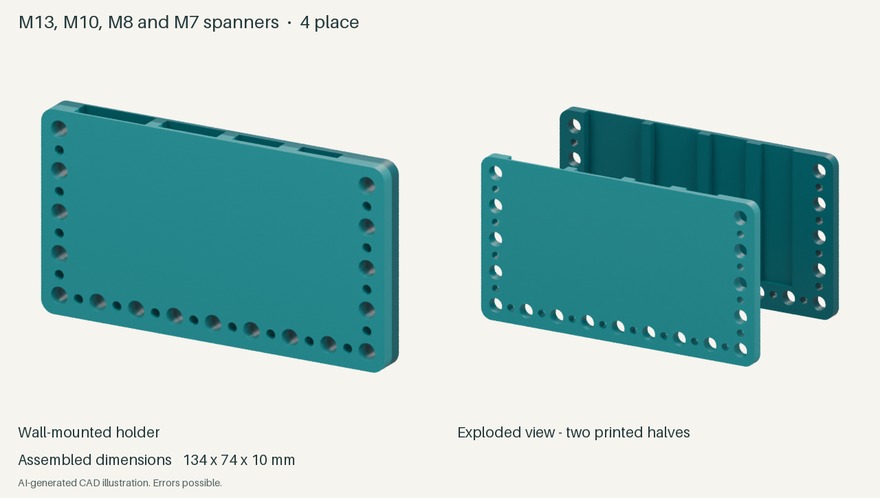 M13, M10, M8 and M7 spanners · 4 place
Wall-mounted holder
Exploded view - two printed halves
Assembled dimensions 134 x 74 x 10 mm
AI-generated CAD illustration. Errors possible.